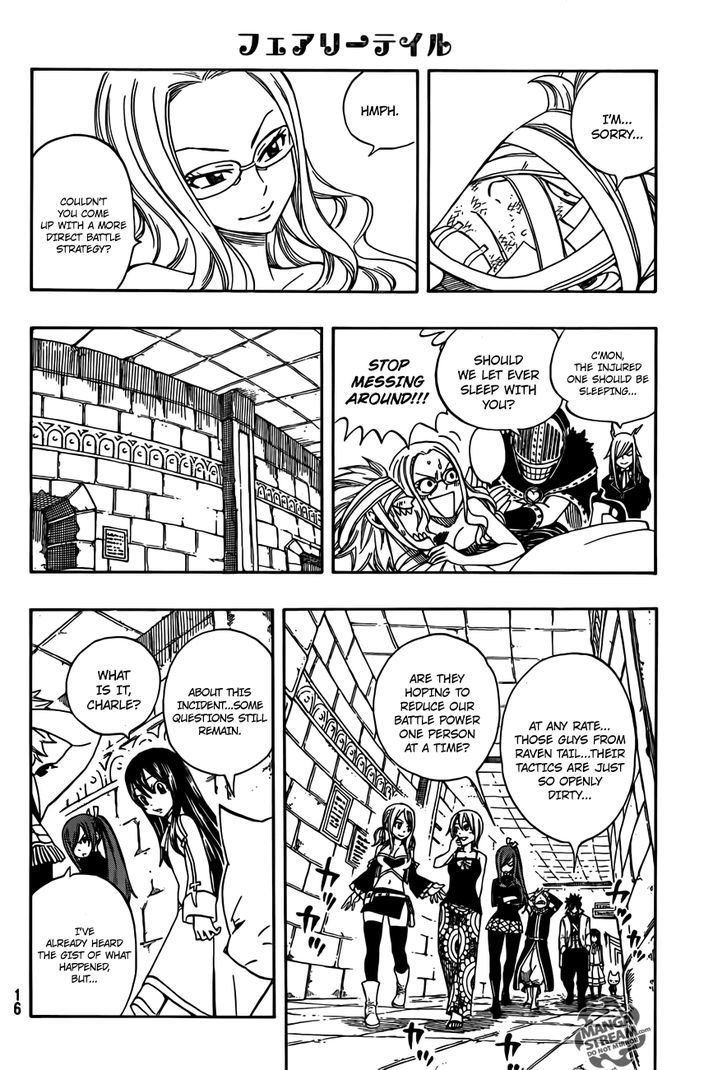 フェアリーテイル
I'M...
SORRY...
HMPH.
COULDN'T
YOU COME
UP WITH A MORE
DIRECT BATTLE
STRATEGY?
C'MON,
THE INJURED
ONE SHOULD BE
SLEEPING...
SHOULD
WE LET EVER
SLEEP WITH
YOU?
STOP
MESSING
AROUND!!!
AT ANY RATE...
THOSE GUYS FROM
RAVEN TAIL...THEIR
TACTICS ARE JUST
SO OPENLY
DIRTY...
ARE THEY
HOPING TO
REDUCE OUR
BATTLE POWER
ONE PERSON
AT A TIME?
ABOUT THIS
INCIDENT...SOME
QUESTIONS STILL
REMAIN.
WHAT
IS IT,
CHARLE?
I'VE
ALREADY HEARD
THE GIST OF WHAT
HAPPENED,
BUT...
16
MANGA
STREAM.com
DO NOT MIRROR